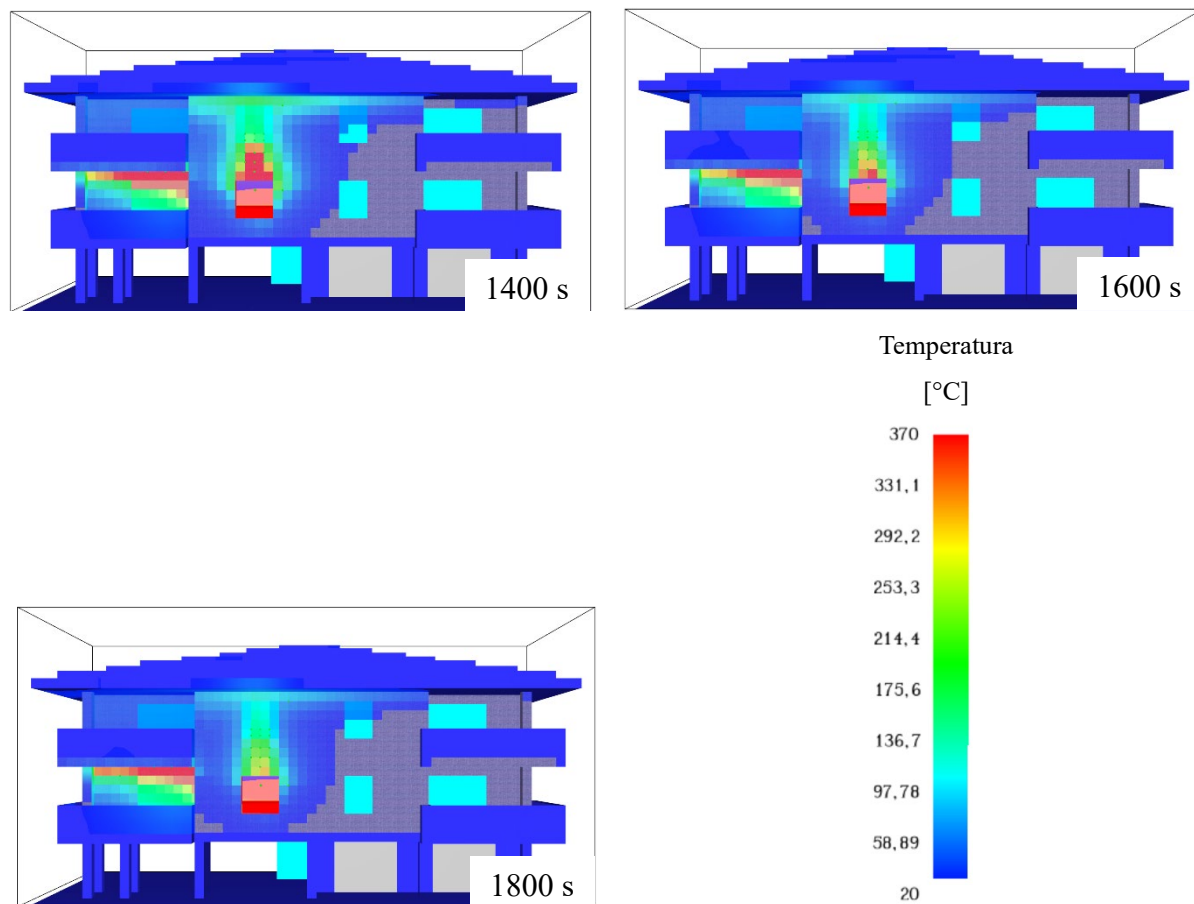 1400 s
1600 s
Temperatura
[°C]
370
331,1
292,2
253,3
214,4
175,6
136,7
97,78
58,89
20
1800 s